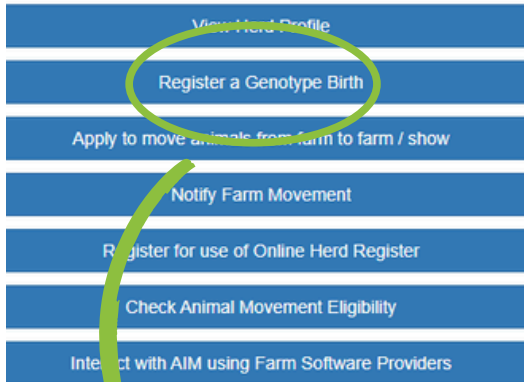 View Herd Profile
Register a Genotype Birth
Apply to move animals from farm to farm / show
Notify Farm Movement
Register for use of Online Herd Register
Check Animal Movement Eligibility
Interact with AIM using Farm Software Providers